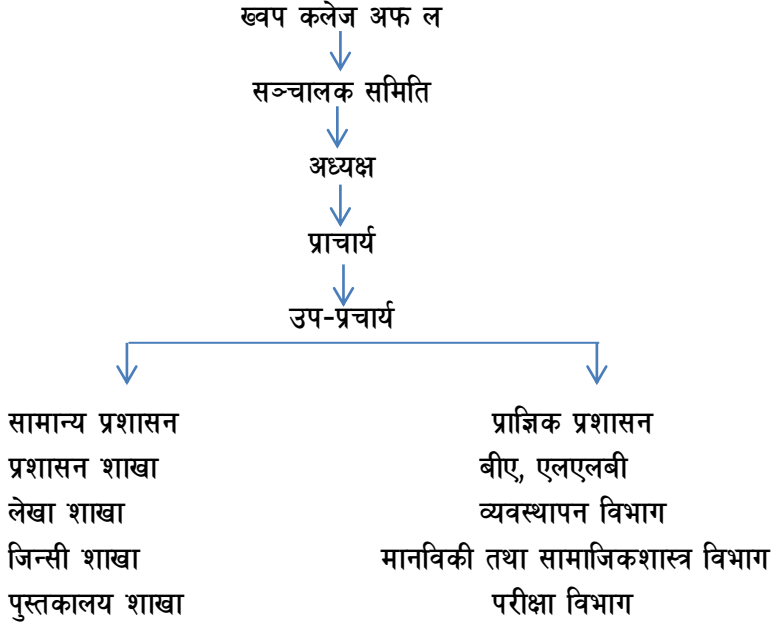 ख्वप कलेज अफ ल
सञ्चालक समिति
अध्यक्ष
प्राचार्य
उप-प्रचार्य
सामान्य प्रशासन
प्रशासन शाखा
लेखा शाखा
जिन्सी शाखा
पुस्तकालय शाखा
प्राज्ञिक प्रशासन
बीए, एलएलबी
व्यवस्थापन विभाग
मानविकी तथा सामाजिकशास्त्र विभाग
परीक्षा विभाग